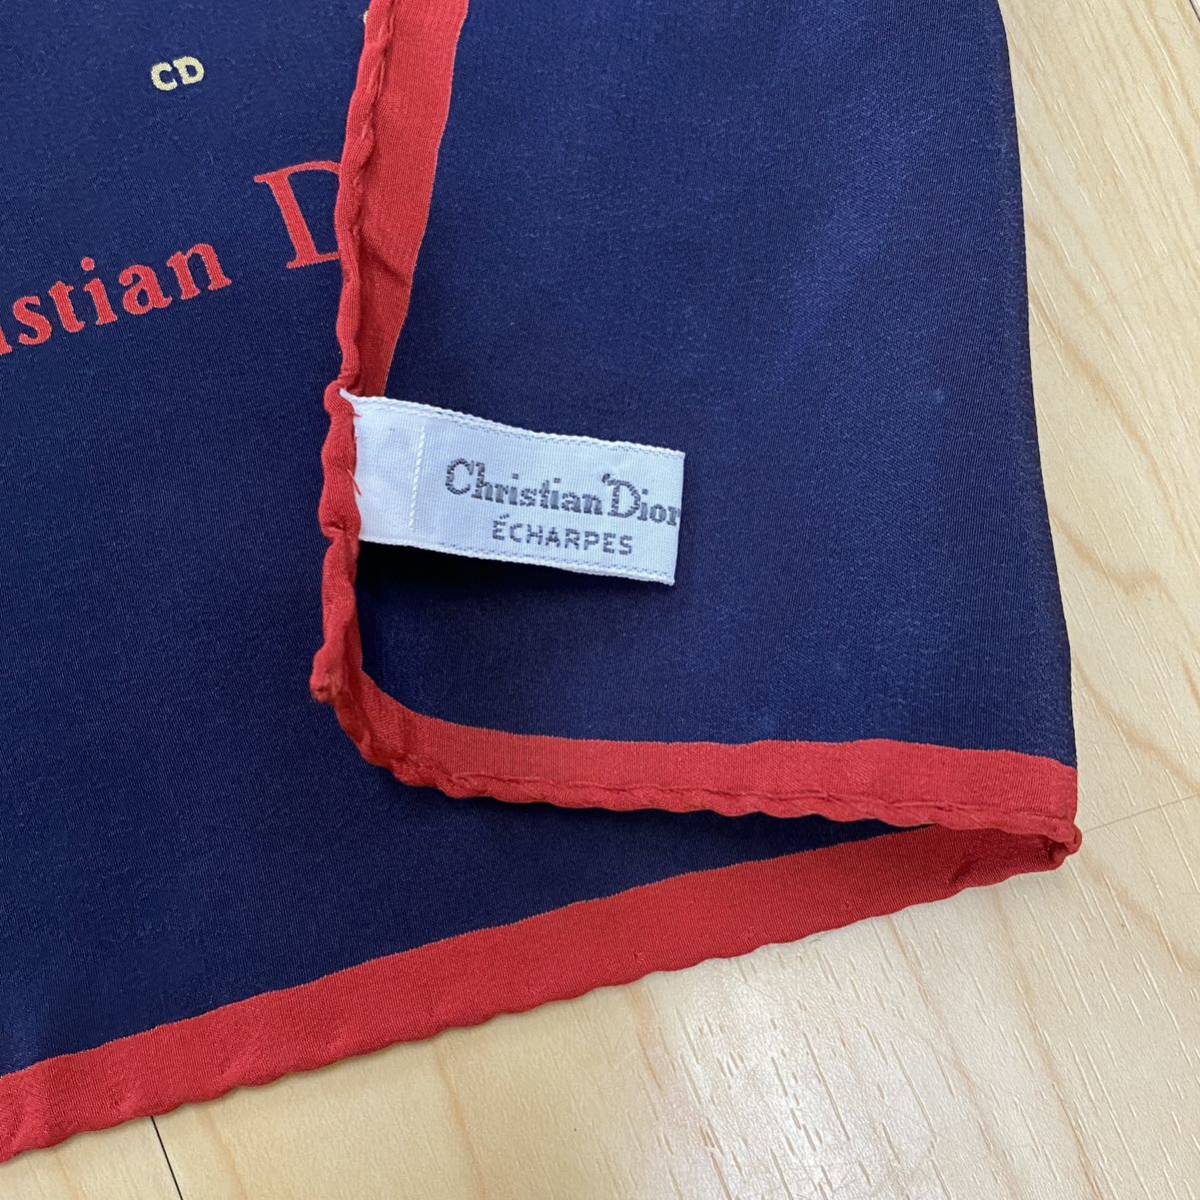 CD
istian D
Christian Dior
ÉCHARPES